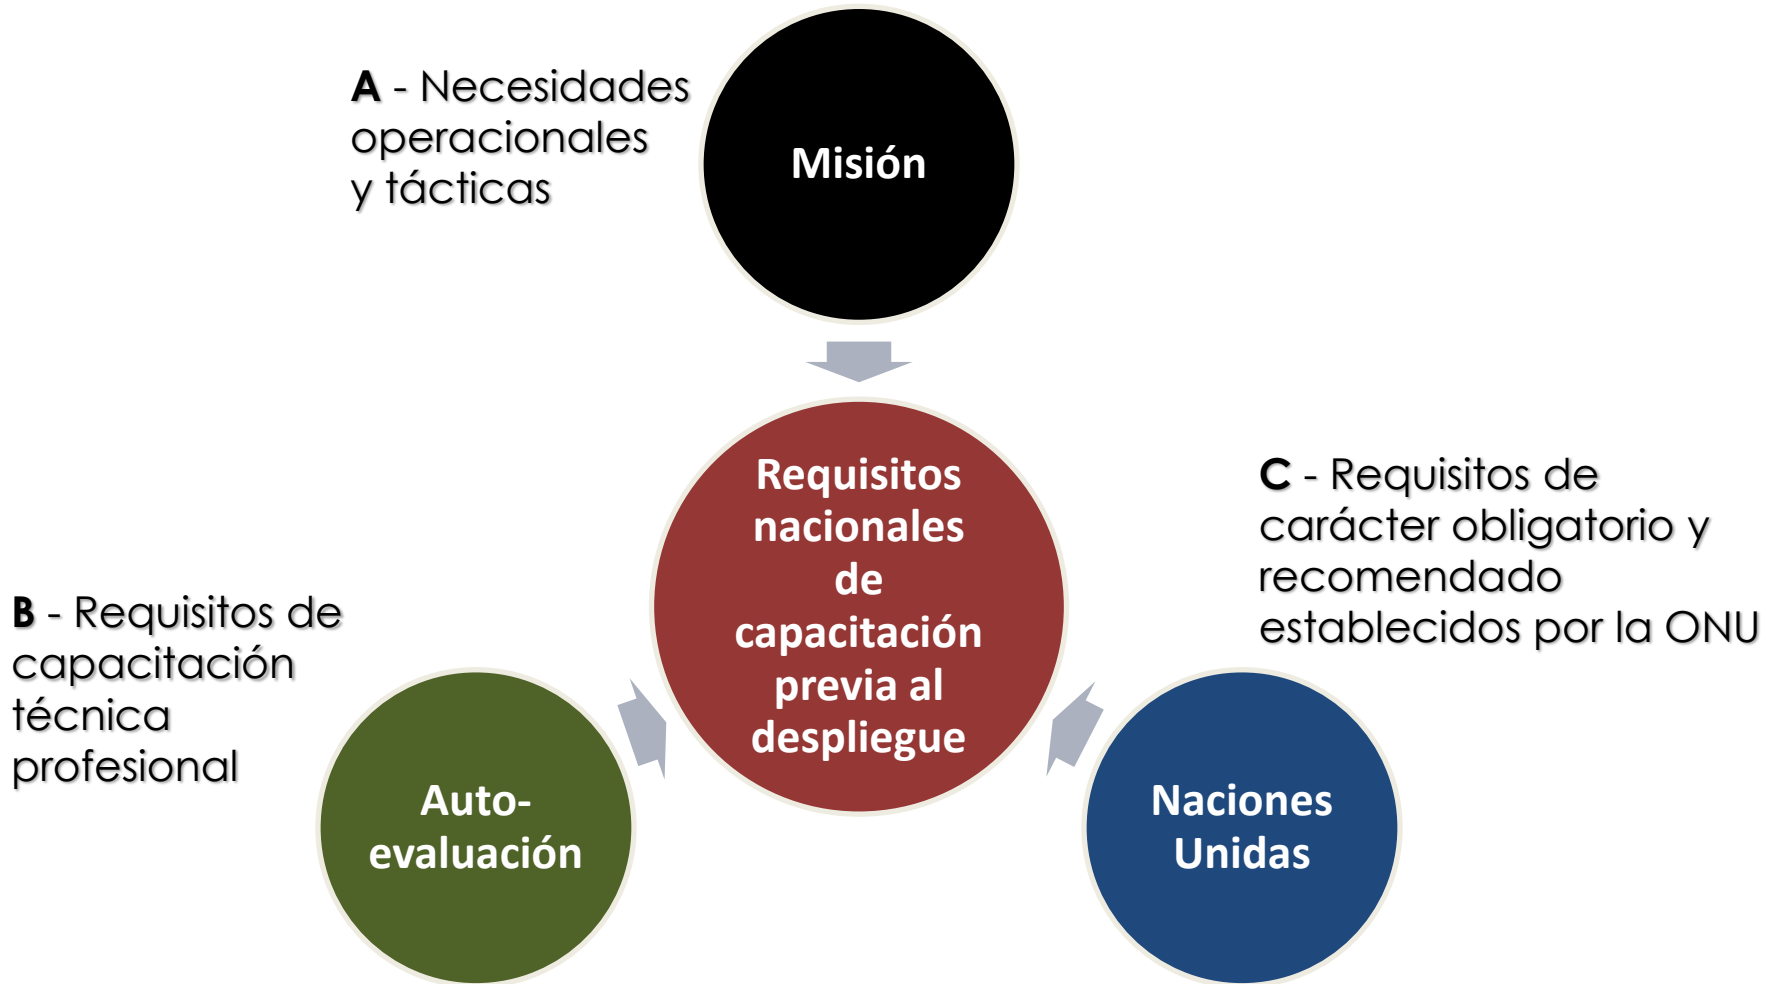 A - Necesidades
operacionales
y tácticas
Misión
Requisitos
nacionales
de
capacitación
previa al
despliegue
C - Requisitos de
carácter obligatorio y
recomendado
establecidos por la ONU
B - Requisitos de
capacitación
técnica
profesional
Auto-
evaluación
Naciones
Unidas